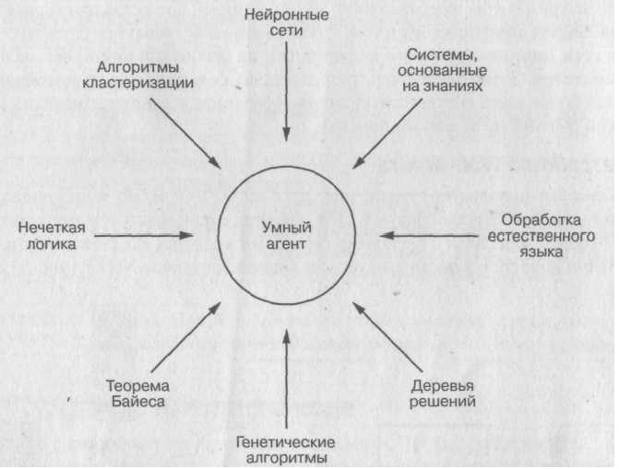 Нейронные
сети
Алгоритмы
кластеризации
Системы,
основанные
на знаниях
Нечеткая
логика
Умный
агент
Обработка
естественного
языка
Теорема
Байеса
Деревья
решений
Генетические
алгоритмы